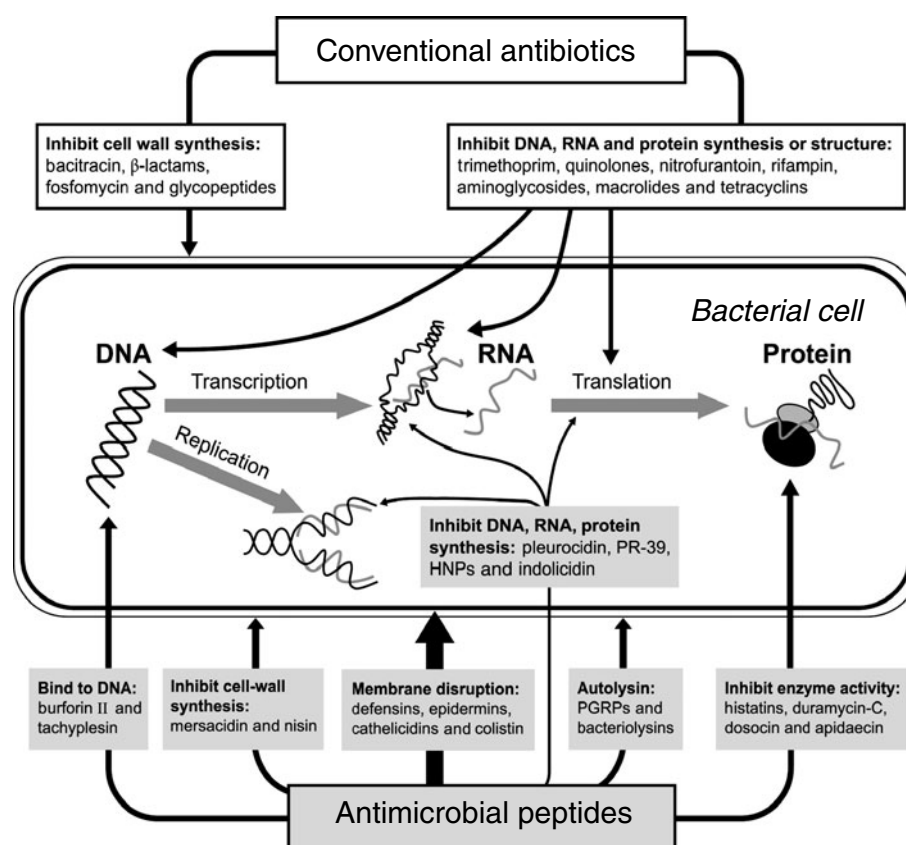 Conventional antibiotics
Inhibit cell wall synthesis:
bacitracin, β-lactams,
fosfomycin and glycopeptides
Inhibit DNA, RNA and protein synthesis or structure:
trimethoprim, quinolones, nitrofurantoin, rifampin,
aminoglycosides, macrolides and tetracyclins
Bacterial cell
DNA
RNA
Protein
Transcription
Translation
Replication
Inhibit DNA, RNA, protein
synthesis: pleurocidin, PR-39,
HNPs and indolicidin
Bind to DNA:
burforin II and
tachyplesin
Inhibit cell-wall
synthesis:
mersacidin and nisin
Membrane disruption:
defensins, epidermins,
cathelicidins and colistin
Autolysin:
PGRPs and
bacteriolysins
Inhibit enzyme activity:
histatins, duramycin-C,
dosocin and apidaecin
Antimicrobial peptides